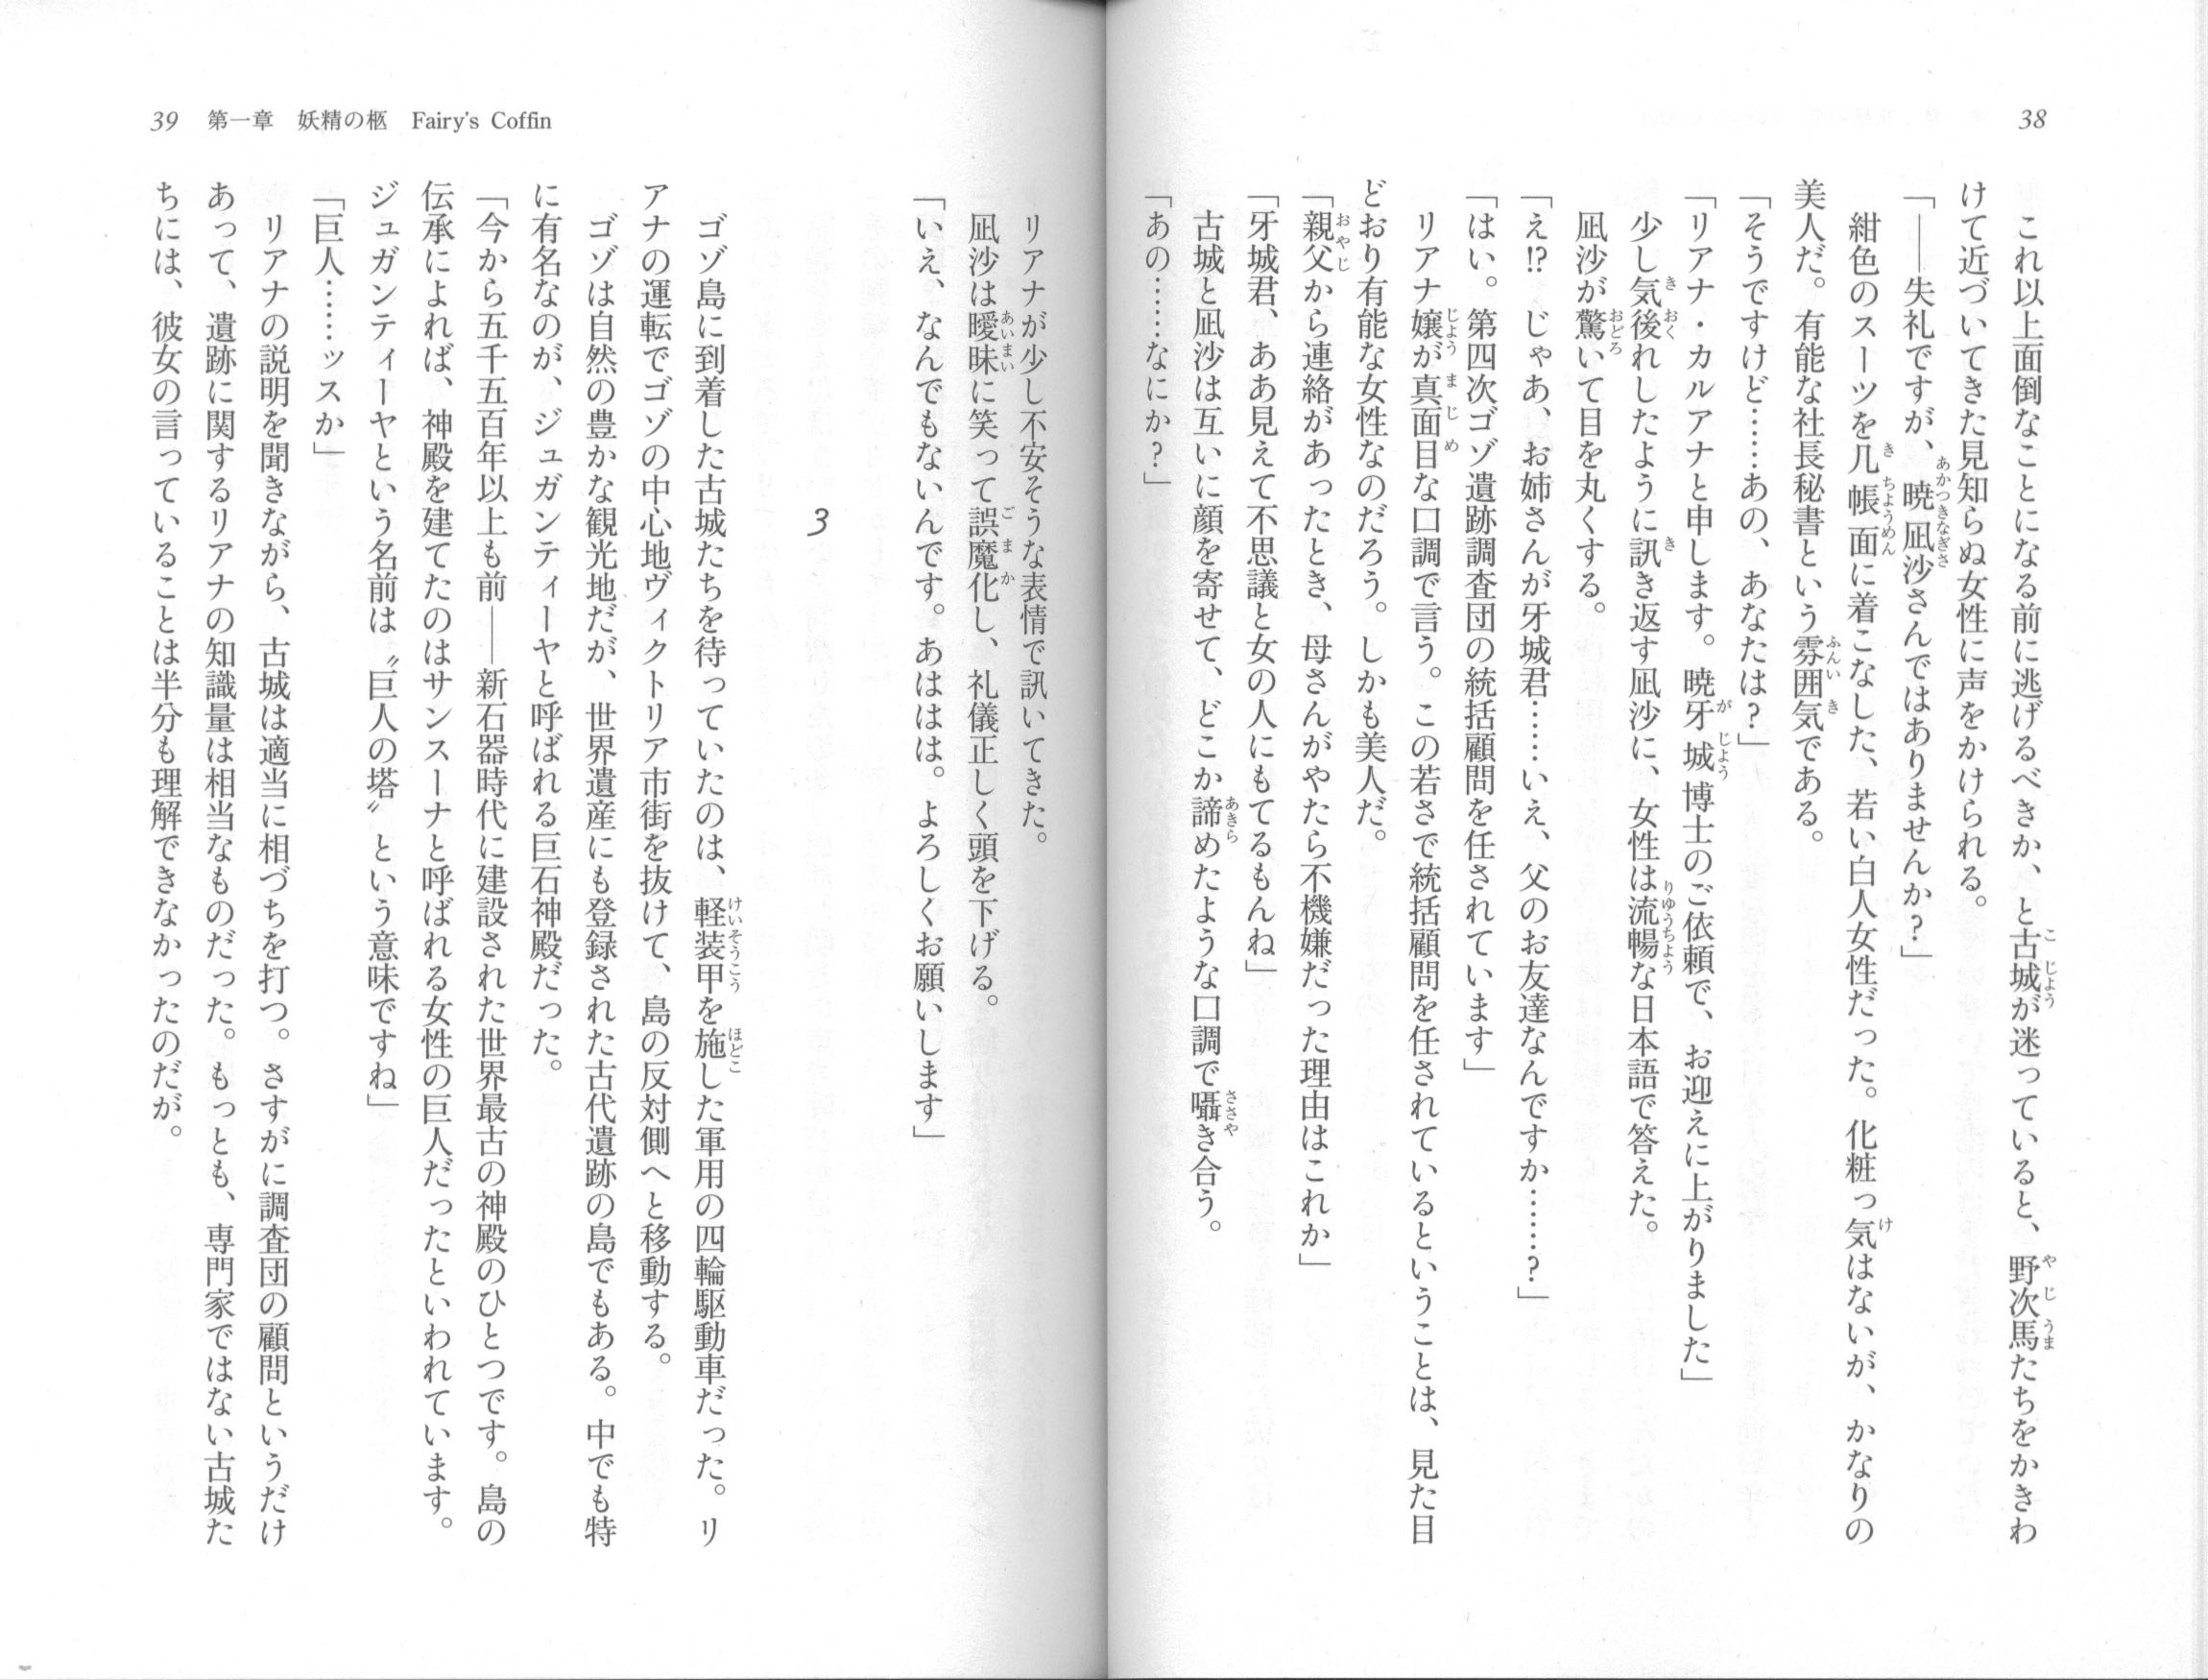 38
これ以上面倒なことになる前に逃げるべきか、と古城が迷っていると、野次馬たちをかきわ
けて近づいてきた見知らぬ女性に声をかけられる。
「――失礼ですが、暁凪沙さんではありませんか?」
紺色のスーツを几帳面に着こなした、若い白人女性だった。化粧っ気はないが、かなりの
美人だ。有能な社長秘書という雰囲気である。
「そうですけど……あの、あなたは?」
「リアナ・カルアナと申します。暁牙城博士のご依頼で、お迎えに上がりました」
少し気後れしたように訊き返す凪沙に、女性は流暢な日本語で答えた。
凪沙が驚いて目を丸くする。
「え!? じゃあ、お姉さんが牙城君……いえ、父のお友達なんですか……?」
「はい。第四次ゴゾ遺跡調査団の統括顧問を任されています」
リアナ嬢が真面目な口調で言う。この若さで統括顧問を任されているということは、見た目
どおり有能な女性なのだろう。しかも美人だ。
「親父から連絡があったとき、母さんがやたら不機嫌だった理由はこれか」
「牙城君、ああ見えて不思議と女の人にもてるもんね」
古城と凪沙は互いに顔を寄せて、どこか諦めたような口調で囁き合う。
「あの……なにか?」
39 第一章 妖精の柩 Fairy's Coffin
リアナが少し不安そうな表情で訊いてきた。
凪沙は曖昧に笑って誤魔化し、礼儀正しく頭を下げる。
「いえ、なんでもないんです。あははは。よろしくお願いします」
3
ゴゾ島に到着した古城たちを待っていたのは、軽装甲を施した軍用の四輪駆動車だった。リ
アナの運転でゴゾの中心地ヴィクトリア市街を抜けて、島の反対側へと移動する。
ゴゾは自然の豊かな観光地だが、世界遺産にも登録された古代遺跡の島でもある。中でも特
に有名なのが、ジュガンティーヤと呼ばれる巨石神殿だった。
「今から五千五百年以上も前――新石器時代に建設された世界最古の神殿のひとつです。島の
伝承によれば、神殿を建てたのはサンスーナと呼ばれる女性の巨人だったといわれています。
ジュガンティーヤという名前は〝巨人の塔〟という意味ですね」
「巨人……ッスか」
リアナの説明を聞きながら、古城は適当に相づちを打つ。さすがに調査団の顧問というだけ
あって、遺跡に関するリアナの知識量は相当なものだった。もっとも、専門家ではない古城た
ちには、彼女の言っていることは半分も理解できなかったのだが。